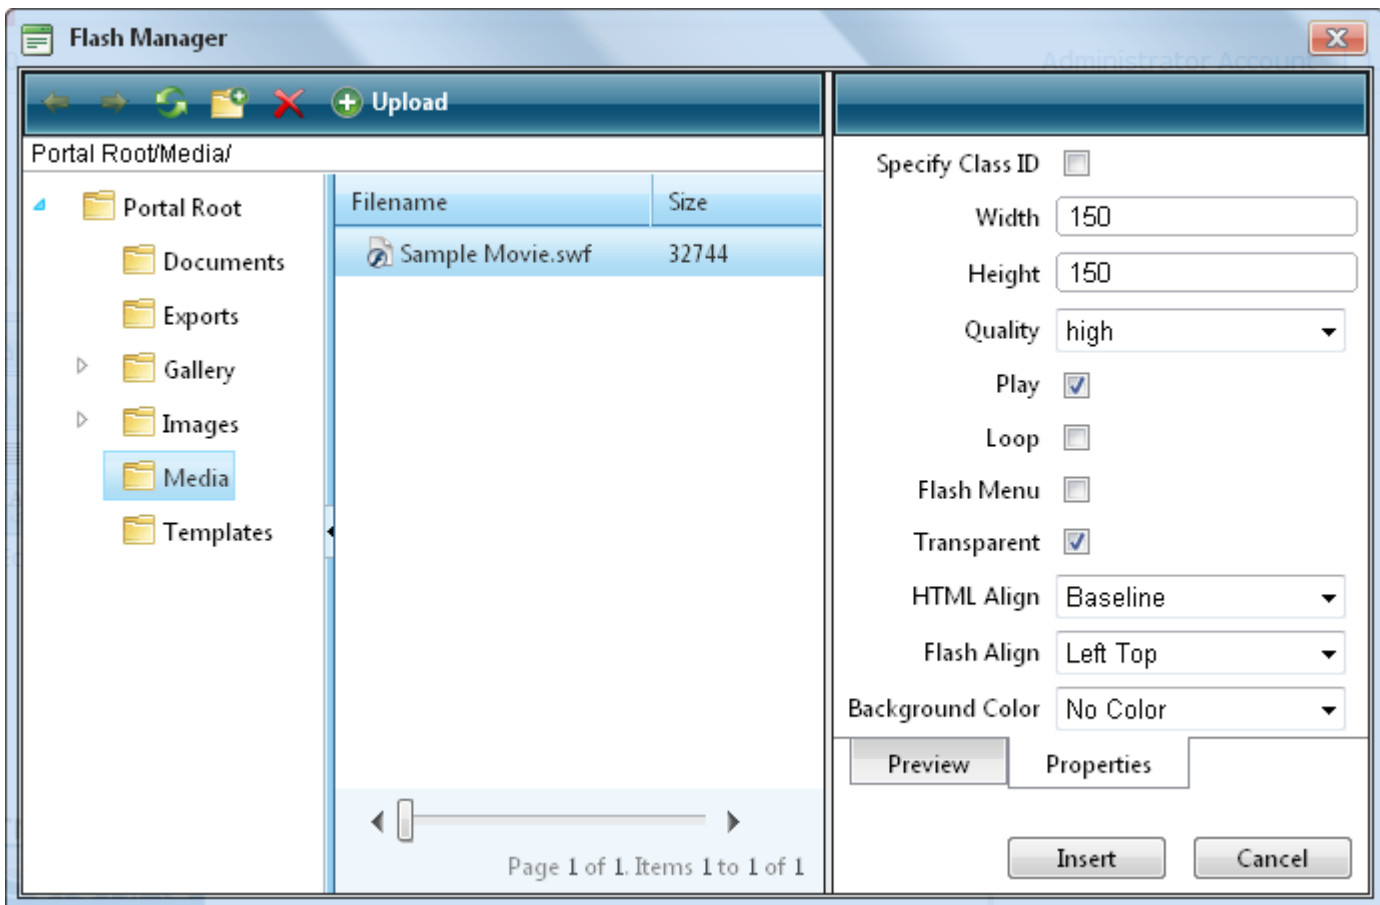 Flash Manager
Administrator Account
Upload
Portal Root/Media/
Portal Root
Documents
Exports
Gallery
Images
Media
Templates
Filename Size
Sample Movie.swf 32744
Page 1 of 1. Items 1 to 1 of 1
Specify Class ID
Width 150
Height 150
Quality high
Play
Loop
Flash Menu
Transparent
HTML Align Baseline
Flash Align Left Top
Background Color No Color
Preview Properties
Insert Cancel